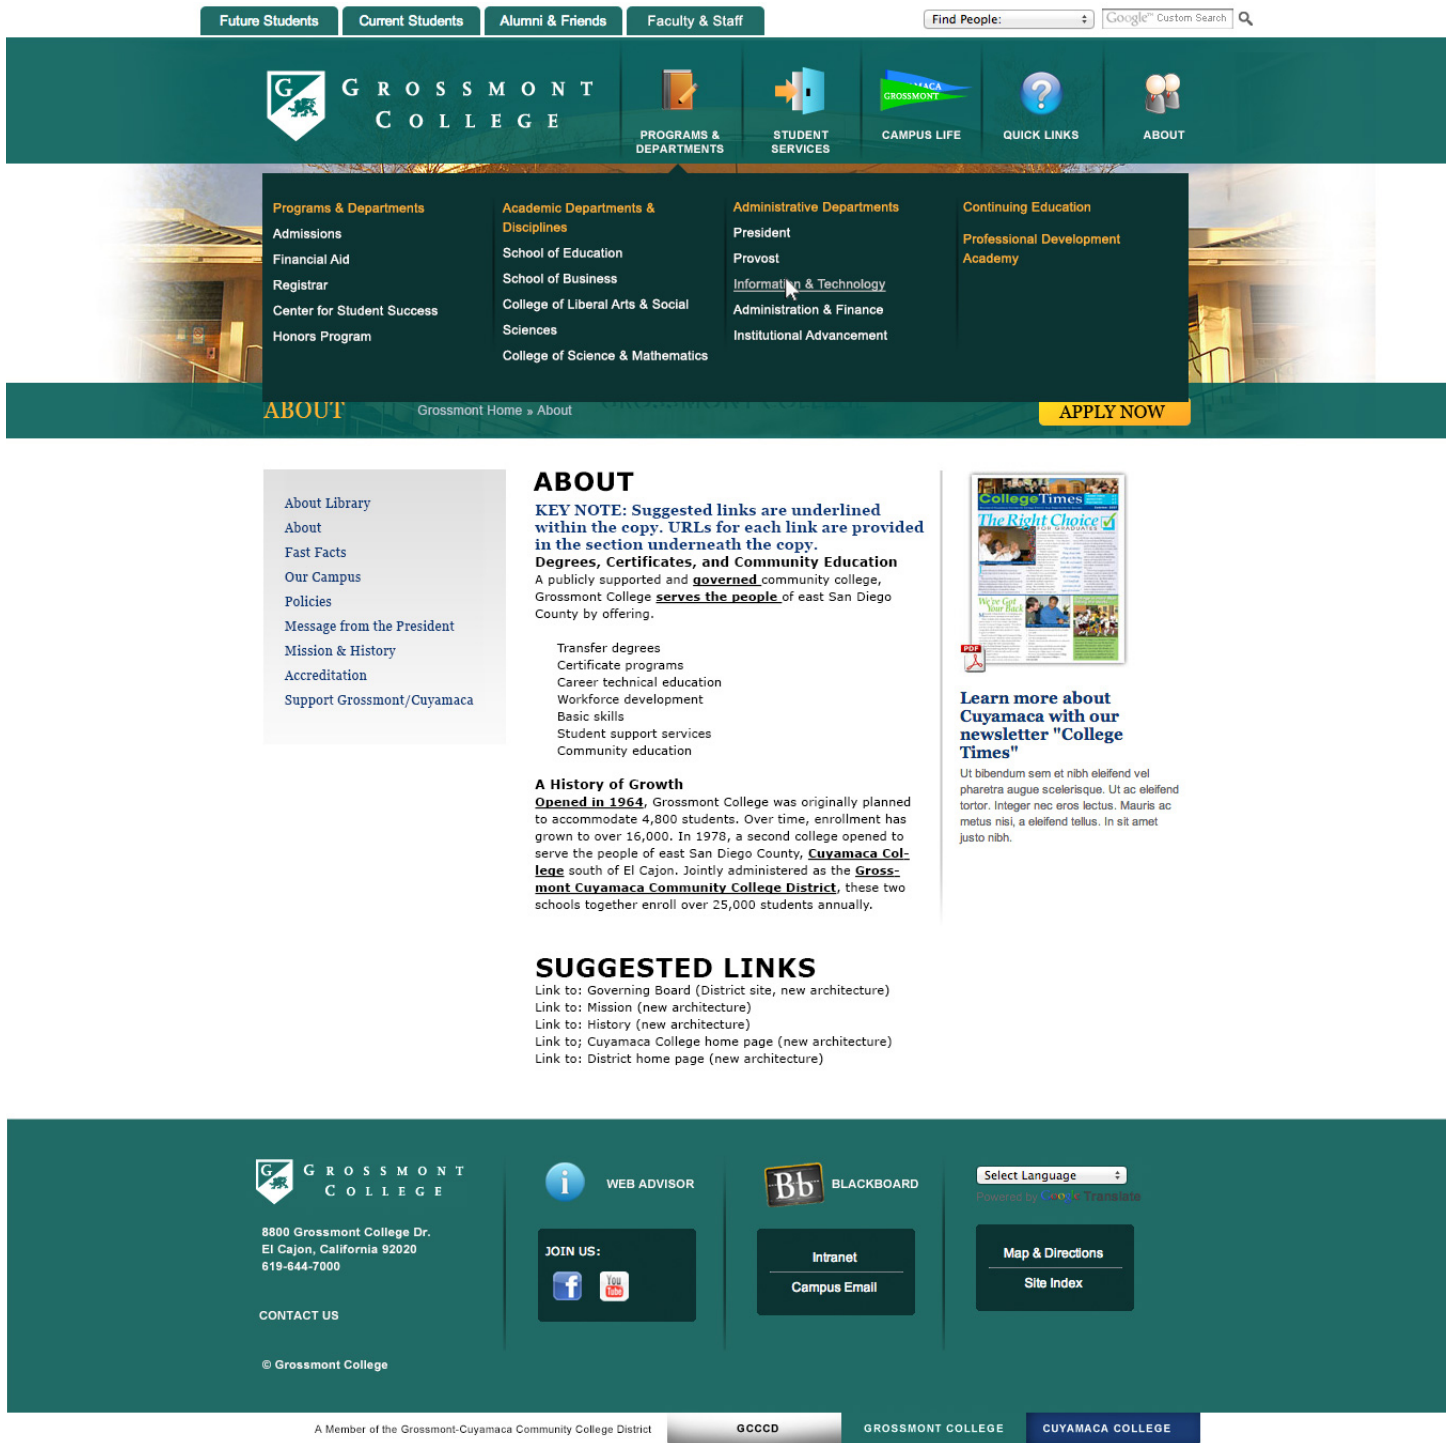 Future Students
Current Students
Alumni & Friends
Faculty & Staff
Find People:
Google™ Custom Search
GROSSMONT
COLLEGE
PROGRAMS &
DEPARTMENTS
STUDENT
SERVICES
GROSSMONT
CAMPUS LIFE
QUICK LINKS
ABOUT
Programs & Departments
Admissions
Financial Aid
Registrar
Center for Student Success
Honors Program
Academic Departments &
Disciplines
School of Education
School of Business
College of Liberal Arts & Social
Sciences
College of Science & Mathematics
Administrative Departments
President
Provost
Information & Technology
Administration & Finance
Institutional Advancement
Continuing Education
Professional Development
Academy
ABOUT
Grossmont Home » About
APPLY NOW
About Library
About
Fast Facts
Our Campus
Policies
Message from the President
Mission & History
Accreditation
Support Grossmont/Cuyamaca
ABOUT
KEY NOTE: Suggested links are underlined
within the copy. URLs for each link are provided
in the section underneath the copy.
Degrees, Certificates, and Community Education
A publicly supported and governed community college,
Grossmont College serves the people of east San Diego
County by offering.
Transfer degrees
Certificate programs
Career technical education
Workforce development
Basic skills
Student support services
Community education
A History of Growth
Opened in 1964, Grossmont College was originally planned
to accommodate 4,800 students. Over time, enrollment has
grown to over 16,000. In 1978, a second college opened to
serve the people of east San Diego County, Cuyamaca Col-
lege south of El Cajon. Jointly administered as the Gross-
mont Cuyamaca Community College District, these two
schools together enroll over 25,000 students annually.
SUGGESTED LINKS
Link to: Governing Board (District site, new architecture)
Link to: Mission (new architecture)
Link to: History (new architecture)
Link to; Cuyamaca College home page (new architecture)
Link to: District home page (new architecture)
CollegeTimes
The Right Choice
FOR GRADUATES
We've Got
Your Back
PDF
Learn more about
Cuyamaca with our
newsletter "College
Times"
Ut bibendum sem et nibh eleifend vel
pharetra augue scelerisque. Ut ac eleifend
tortor. Integer nec eros lectus. Mauris ac
metus nisi, a eleifend tellus. In sit amet
justo nibh.
GROSSMONT
COLLEGE
8800 Grossmont College Dr.
El Cajon, California 92020
619-644-7000
CONTACT US
© Grossmont College
WEB ADVISOR
JOIN US:
You
Tube
Bb
BLACKBOARD
Intranet
Campus Email
Select Language
Powered by Google Translate
Map & Directions
Site Index
A Member of the Grossmont-Cuyamaca Community College District
GCCCD
GROSSMONT COLLEGE
CUYAMACA COLLEGE